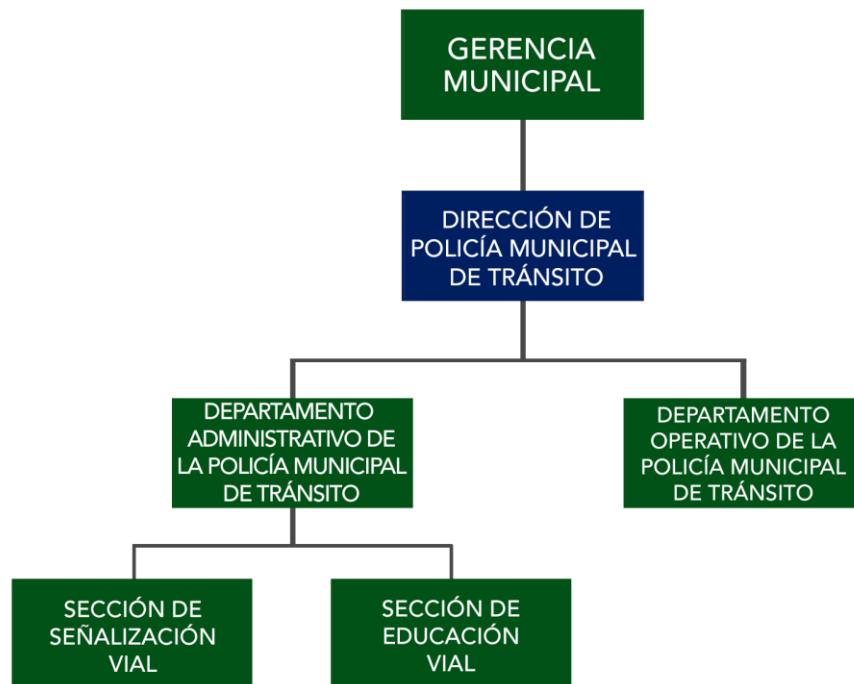 GERENCIA
MUNICIPAL
DIRECCIÓN DE
POLICÍA MUNICIPAL
DE TRÁNSITO
DEPARTAMENTO
ADMINISTRATIVO DE
LA POLICÍA MUNICIPAL
DE TRÁNSITO
DEPARTAMENTO
OPERATIVO DE LA
POLICÍA MUNICIPAL
DE TRÁNSITO
SECCIÓN DE
SEÑALIZACIÓN
VIAL
SECCIÓN DE
EDUCACIÓN
VIAL